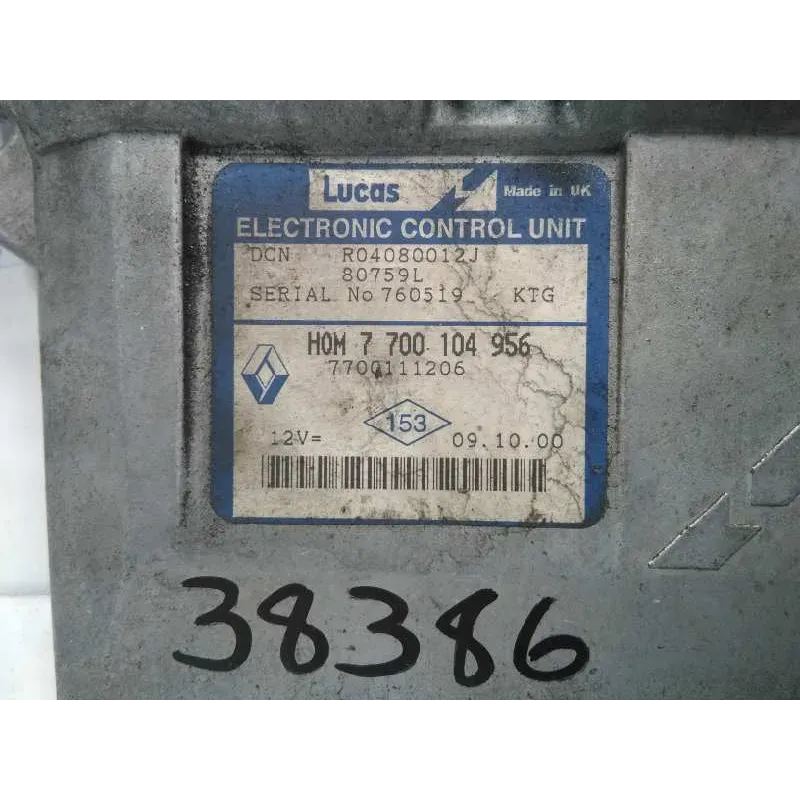 Lucas Made in UK
ELECTRONIC CONTROL UNIT
DCN R04080012J
80759L
SERIAL No 760519 KTG
HOM 7 700 104 956
7700111206
153
12V= 09.10.00
38386